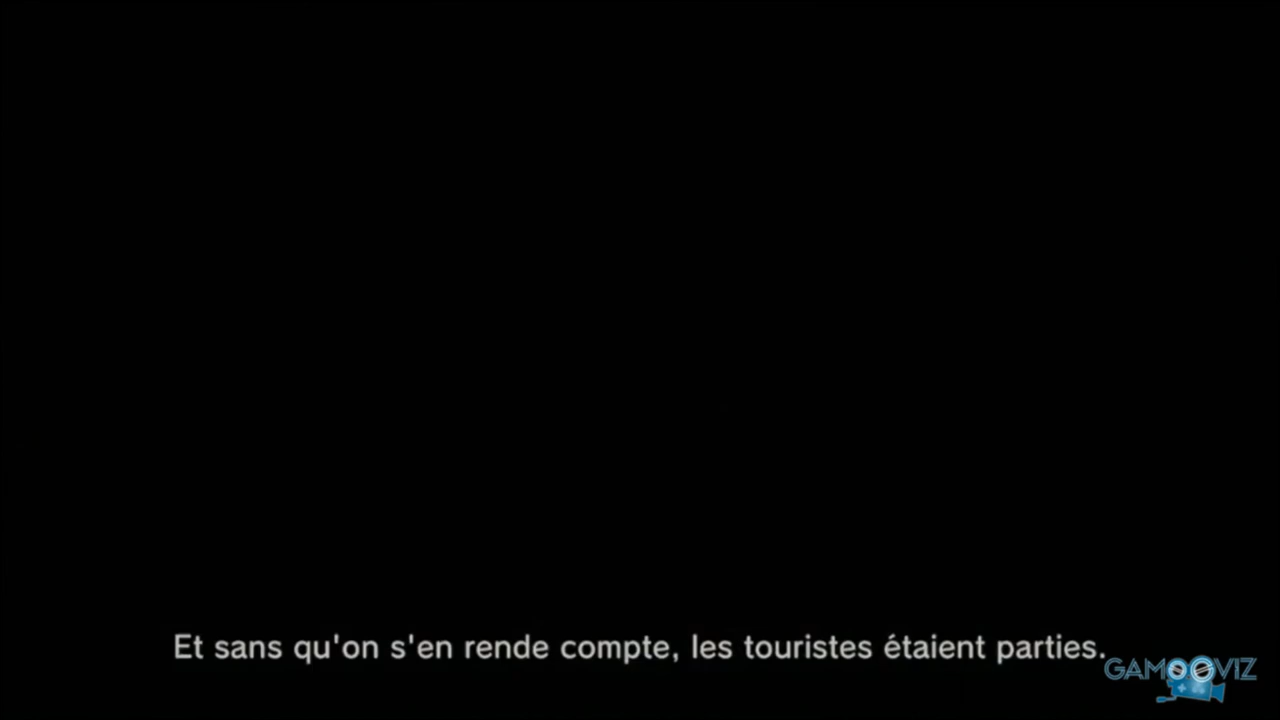 Et sans qu'on s'en rende compte, les touristes étaient parties.
GAMOOVIZ